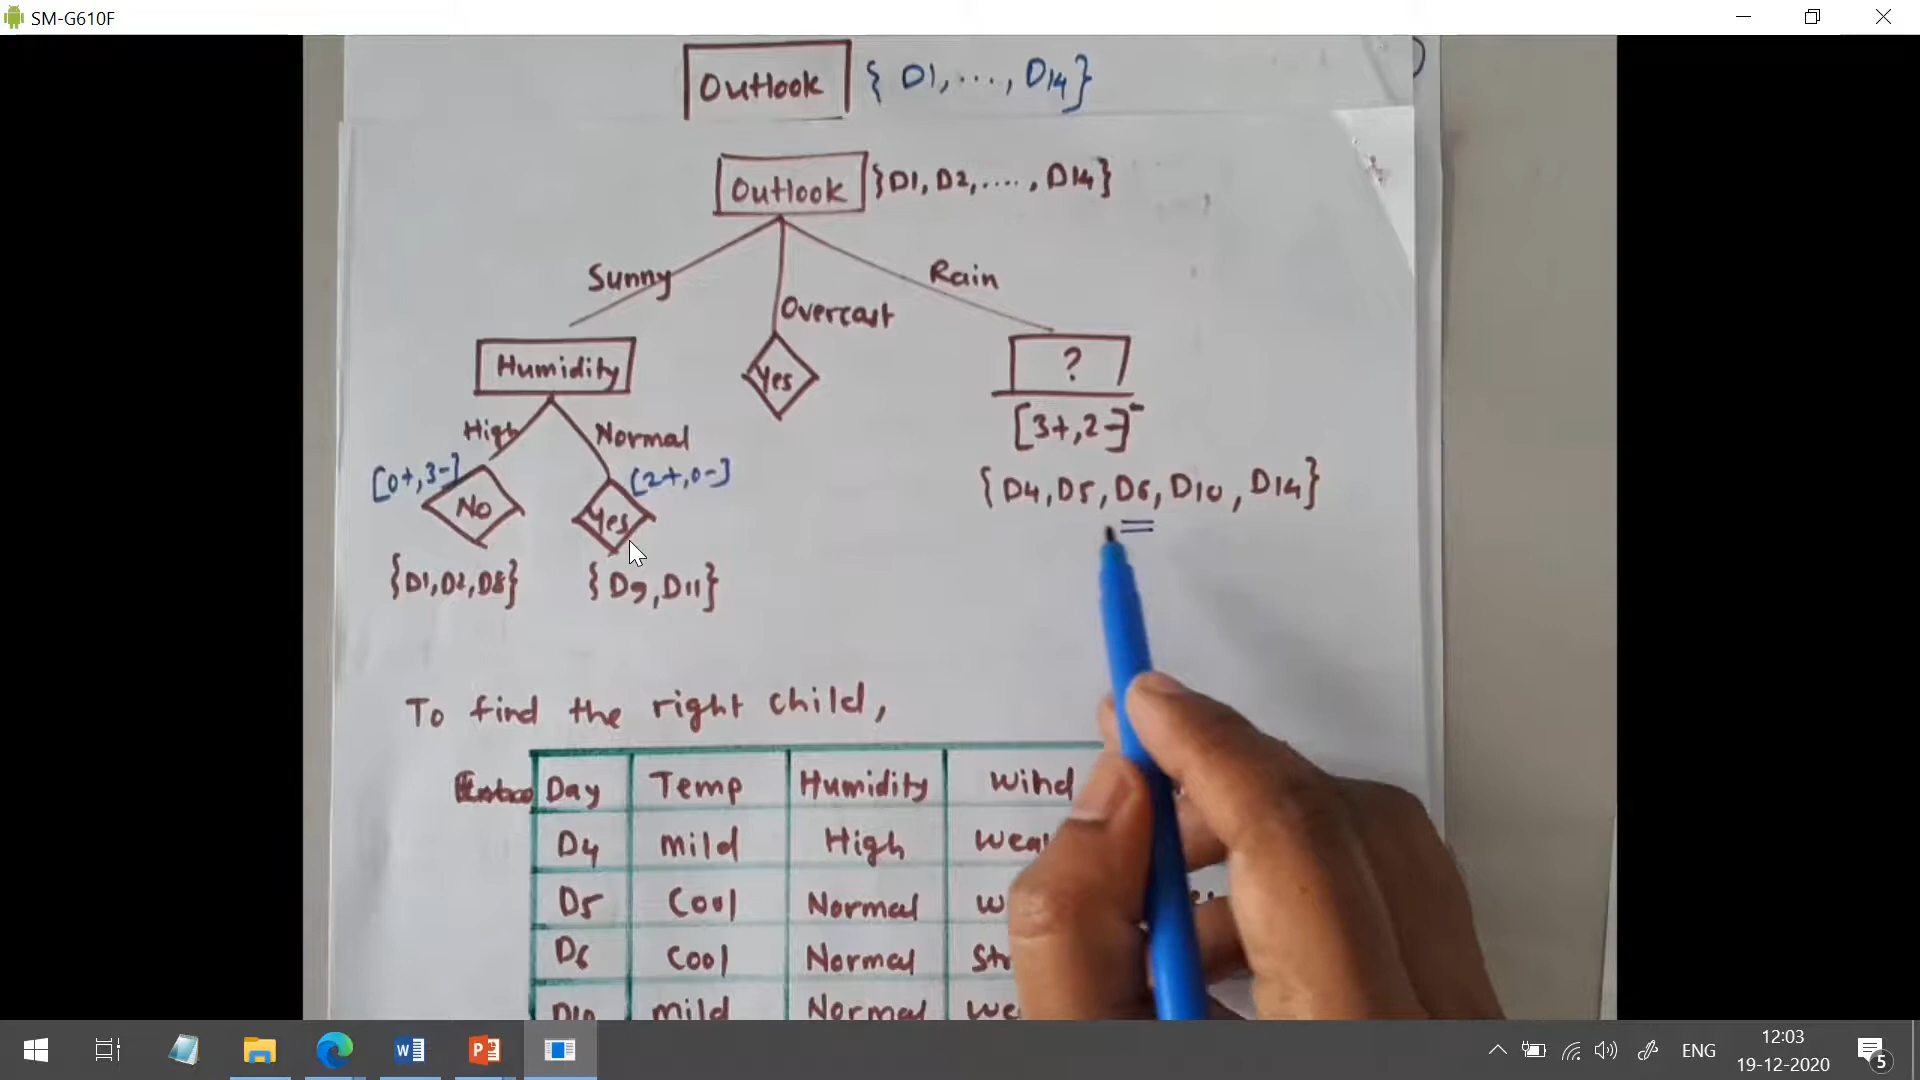 SM-G610F
Outlook { D1, ...., D14}
Outlook {D1, D2, ...., D14}
Sunny
Rain
Overcast
Humidity
Yes
?
[3+,2-]
High
Normal
[0+,3-]
[2+,0-]
No
Yes
{D4, D5, D6, D10, D14}
{D1, D2, D8}
{D9, D11}
To find the right child,
Day Temp Humidity Wind
D4 Mild High
D5 Cool Normal
D6 Cool Normal
D10 Mild Normal
ENG
12:03
19-12-2020
5